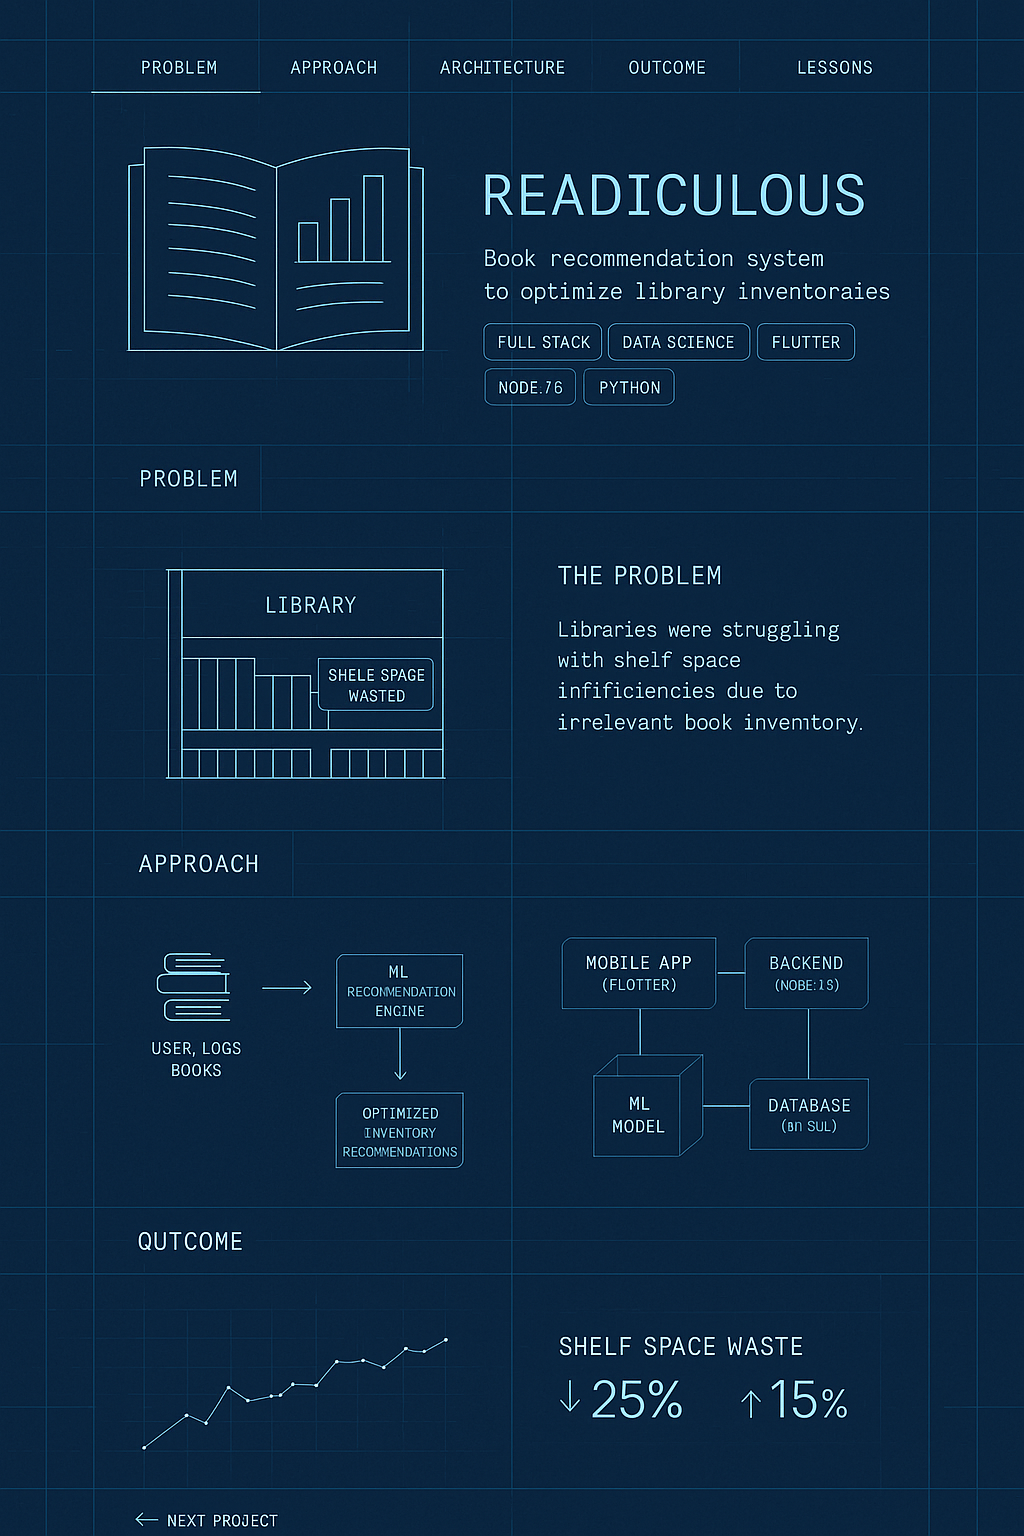 PROBLEM APPROACH ARCHITECTURE OUTCOME LESSONS
READICULOUS
Book recommendation system
to optimize library inventoraies
FULL STACK DATA SCIENCE FLUTTER
NODE.76 PYTHON
PROBLEM
LIBRARY
SHELE SPAGE
WASTED
THE PROBLEM
Libraries were struggling
with shelf space
infificiencies due to
irrelevant book inventory.
APPROACH
USER, LOGS
BOOKS
ML
RECOMMENDATION
ENGINE
OPTIMIZED
INVENTORY
RECOMMENDATIONS
MOBILE APP
(FLOTTER)
BACKEND
(NOBE:1S)
ML
MODEL
DATABASE
SUL)
QUTCOME
SHELF SPACE WASTE
↓ 25% ↑ 15%
← NEXT PROJECT